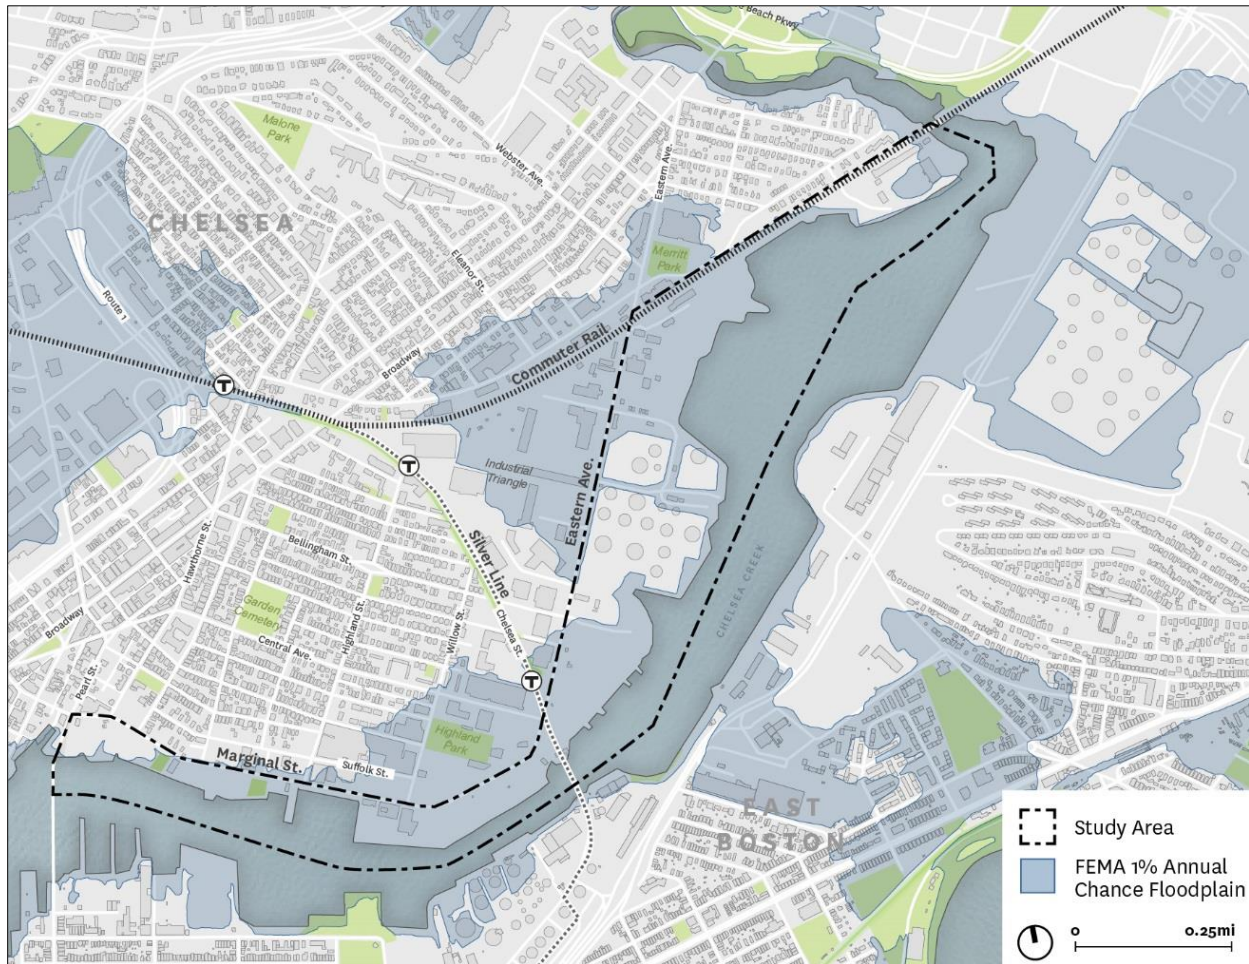 Beach Pkwy
Malone
Park
Webster Ave.
Eastern Ave.
CHELSEA
Merritt
Park
Eleanor St.
Route 1
Commuter Rail
Broadway
T
T
Industrial
Triangle
Eastern Ave.
Silver Line
Hawthorne St.
Bellingham St.
CHELSEA CREEK
Garden
Cemetery
Highland St.
Willow St.
Chelsea St.
Broadway
Central Ave.
Pearl St.
T
Highland
Park
Marginal St.
Suffolk St.
EAST
BOSTON
Study Area
FEMA 1% Annual
Chance Floodplain
0 0.25mi